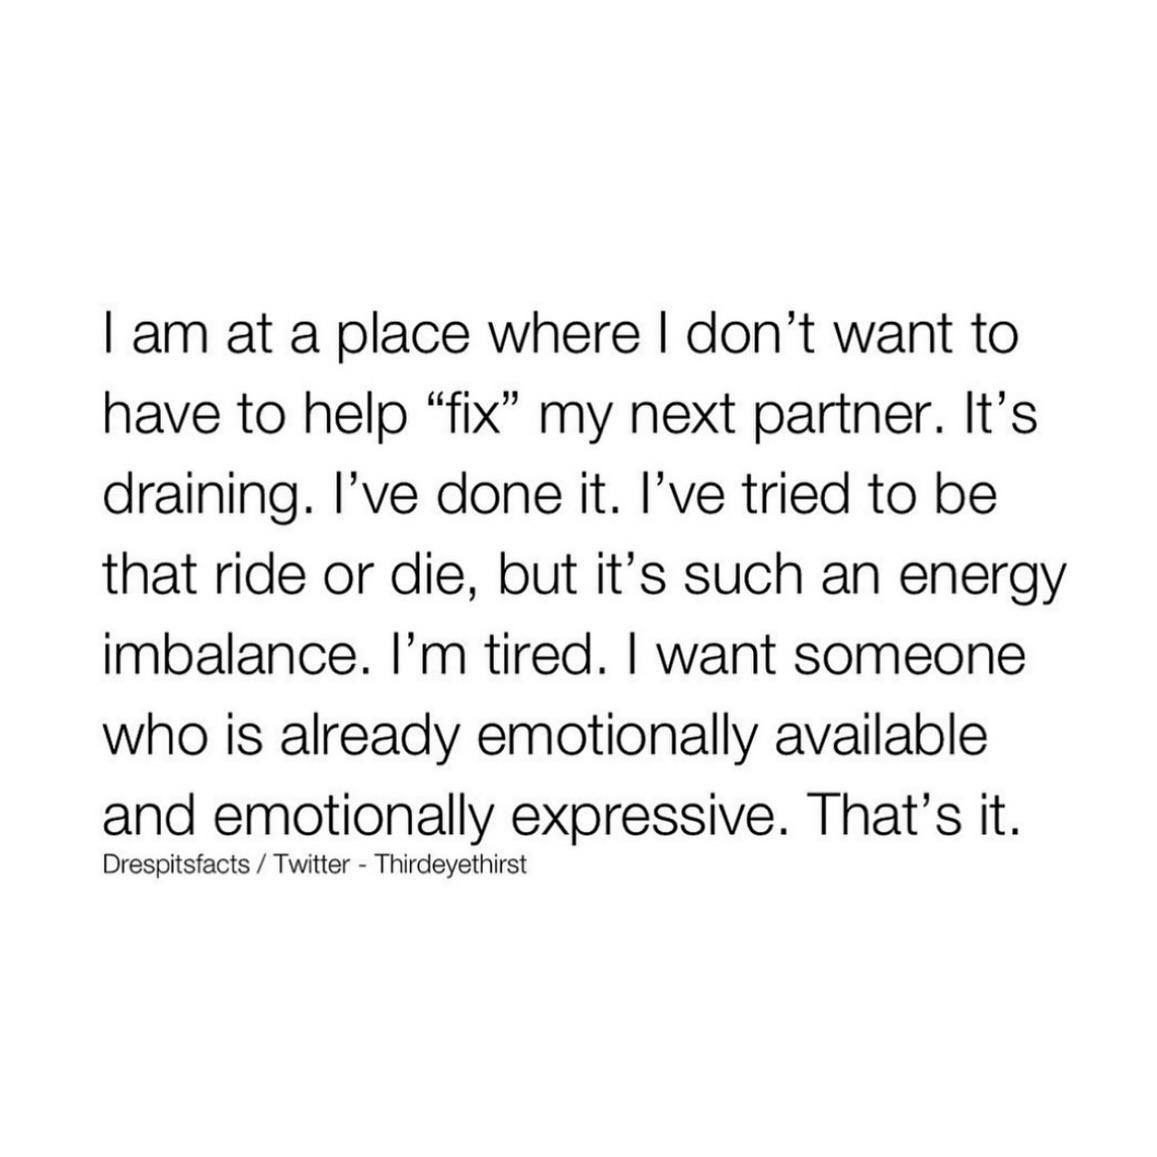 I am at a place where I don’t want to
have to help “fix” my next partner. It’s
draining. I’ve done it. I’ve tried to be
that ride or die, but it’s such an energy
imbalance. I’m tired. I want someone
who is already emotionally available
and emotionally expressive. That’s it.
Drespitsfacts / Twitter - Thirdeyethirst